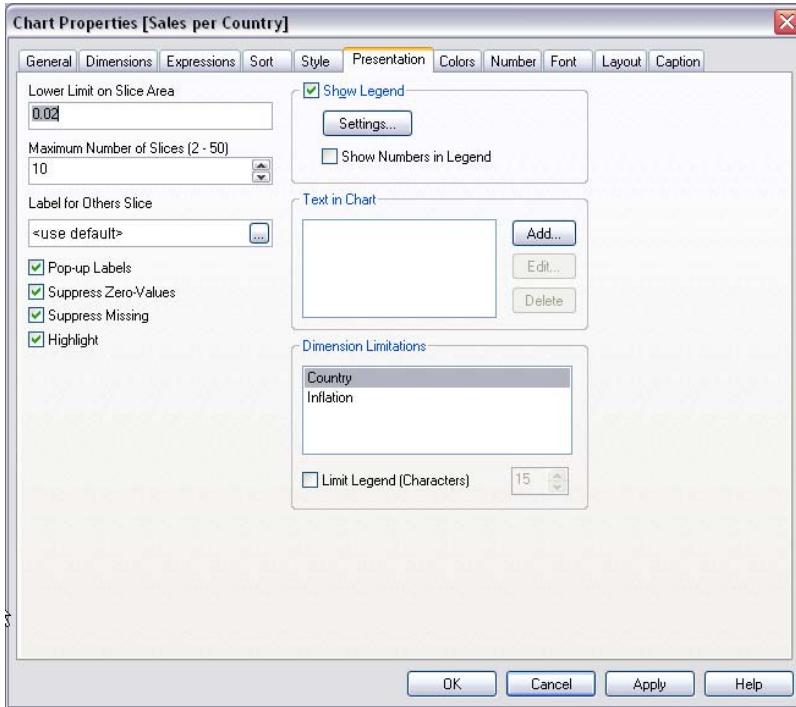 Chart Properties [Sales per Country]
General Dimensions Expressions Sort Style Presentation Colors Number Font Layout Caption
Lower Limit on Slice Area
0.02
Maximum Number of Slices (2 - 50)
10
Label for Others Slice
<use default>
...
Pop-up Labels
Suppress Zero-Values
Suppress Missing
Highlight
Show Legend
Settings...
Show Numbers in Legend
Text in Chart
Add...
Edit...
Delete
Dimension Limitations
Country
Inflation
Limit Legend (Characters)
15
OK Cancel Apply Help